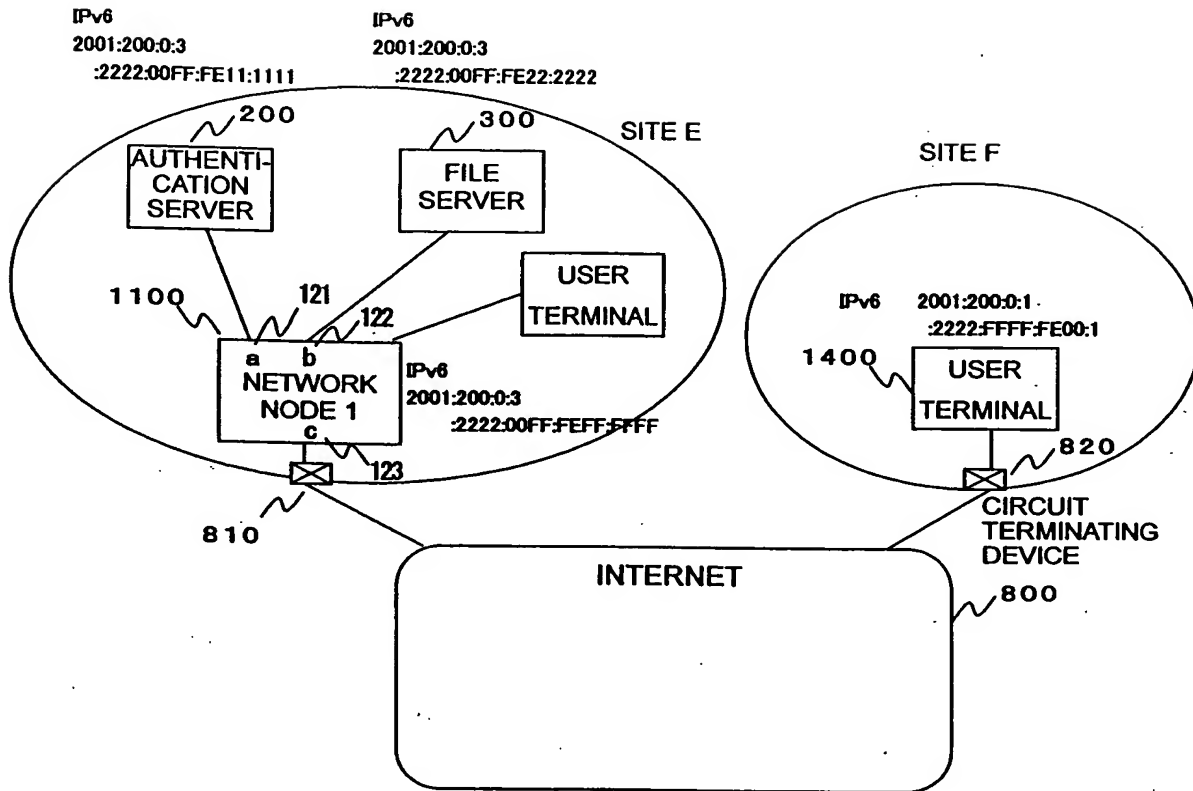 IPv6
2001:200:0:3
:2222:00FF:FE11:1111
IPv6
2001:200:0:3
:2222:00FF:FE22:2222
200
300
SITE E
AUTHENTI-
CATION
SERVER
FILE
SERVER
USER
TERMINAL
1100
121
122
a
b
NETWORK
NODE 1
c
IPv6
2001:200:0:3
:2222:00FF:FEFF:FFFF
123
810
SITE F
IPv6
2001:200:0:1
:2222:FFFF:FE00:1
1400
USER
TERMINAL
820
CIRCUIT
TERMINATING
DEVICE
INTERNET
800